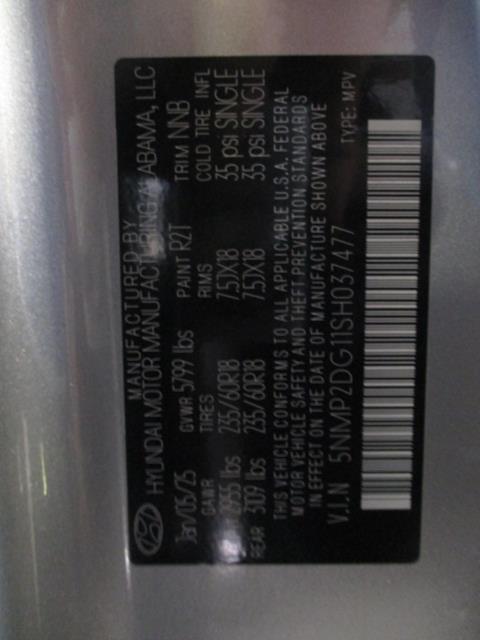 MANUFACTURED BY
HYUNDAI MOTOR MANUFACTURING ALABAMA, LLC
Jan/06/25 GVWR 5799 lbs PAINT R2T TRIM NNB
GAWR TIRES RIMS COLD TIRE INFL
2955 lbs 235/60R18 7.5JX18 35 psi SINGLE
REAR 3109 lbs 235/60R18 7.5JX18 35 psi SINGLE
THIS VEHICLE CONFORMS TO ALL APPLICABLE U.S.A. FEDERAL
MOTOR VEHICLE SAFETY AND THEFT PREVENTION STANDARDS
IN EFFECT ON THE DATE OF MANUFACTURE SHOWN ABOVE
V.I.N 5NMP2DG11SH037477 TYPE: MPV